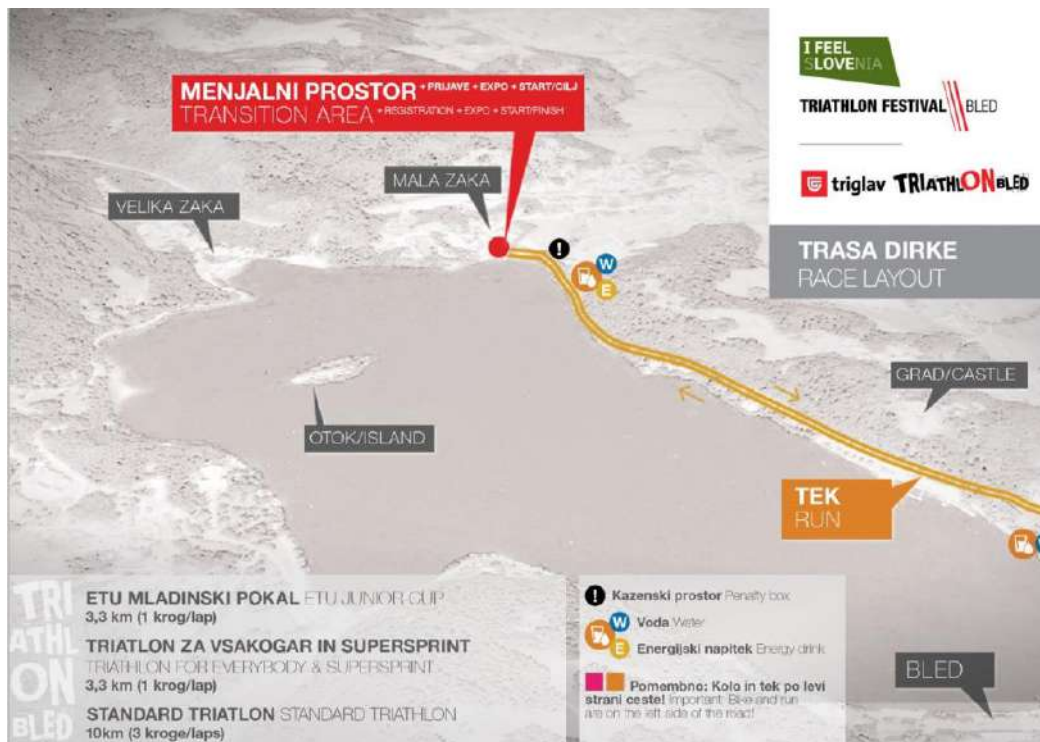 MENJALNI PROSTOR + PRIJAVE + EXPO + START/CILJ
TRANSITION AREA + REGISTRATION + EXPO + START/FINISH
MALA ZAKA
VELIKA ZAKA
!
W
E
OTOK/ISLAND
GRAD/CASTLE
TEK
RUN
BLED
I FEEL
SLOVENIA
TRIATHLON FESTIVAL BLED
triglav TRIATHLON BLED
TRASA DIRKE
RACE LAYOUT
TRI
ATHL
ON
BLED
ETU MLADINSKI POKAL ETU JUNIOR CUP
3,3 km (1 krog/lap)
TRIATLON ZA VSAKOGAR IN SUPERSPRINT
TRIATHLON FOR EVERYBODY & SUPERSPRINT
3,3 km (1 krog/lap)
STANDARD TRIATLON STANDARD TRIATHLON
10km (3 kroge/laps)
! Kazenski prostor Penalty box
W Voda Water
E Energijski napitek Energy drink
Pomembno: Kolo in tek po levi
strani ceste! Important: Bike and run
are on the left side of the road!